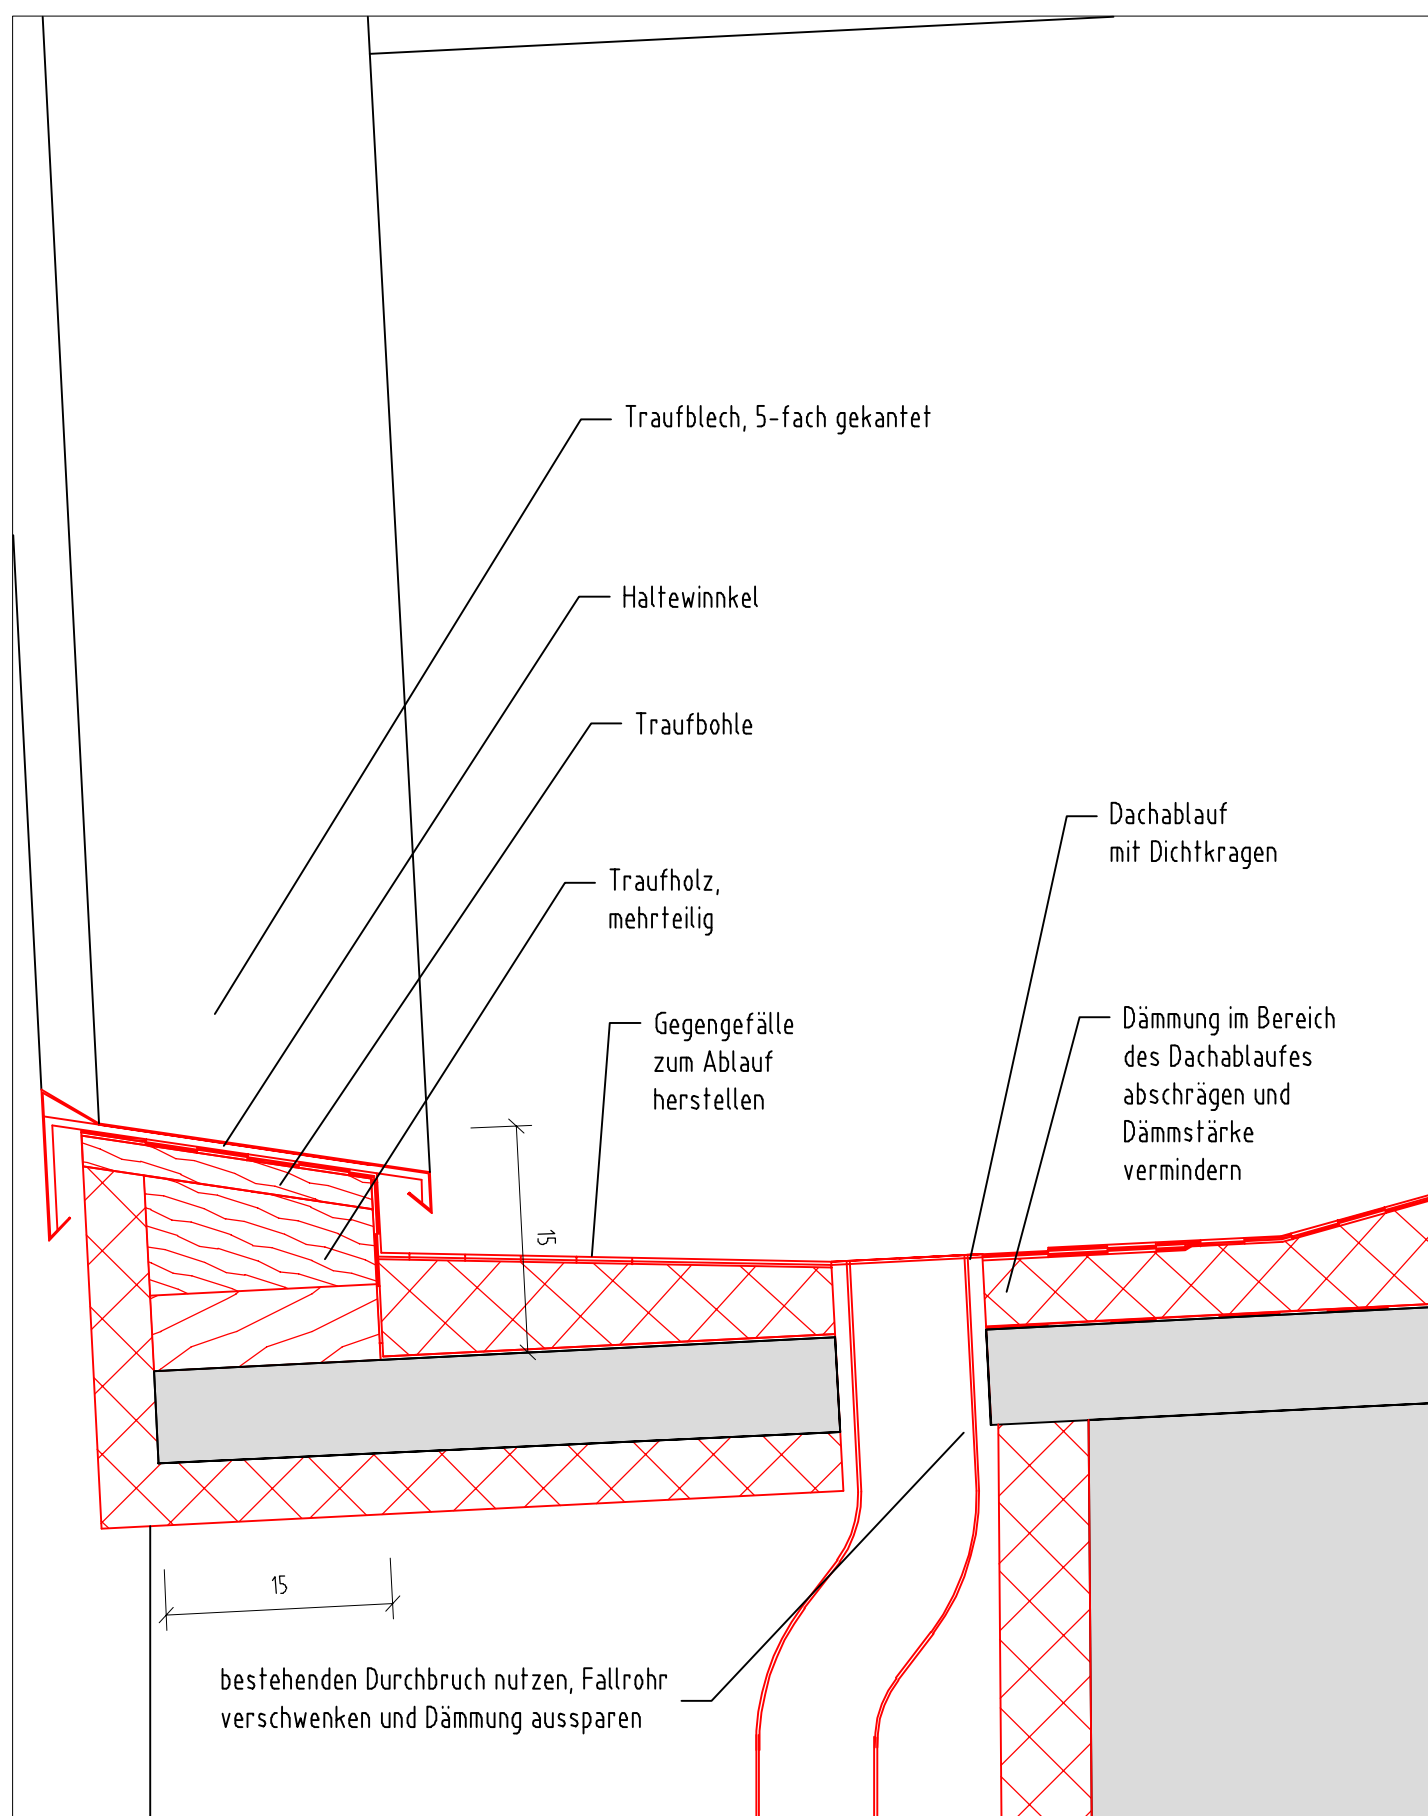 Traufblech, 5-fach gekantet
Haltewinnkel
Traufbohle
Traufholz,
mehrteilig
Gegengefälle
zum Ablauf
herstellen
Dachablauf
mit Dichtkragen
Dämmung im Bereich
des Dachablaufes
abschrägen und
Dämmstärke
vermindern
15
15
bestehenden Durchbruch nutzen, Fallrohr
verschwenken und Dämmung aussparen